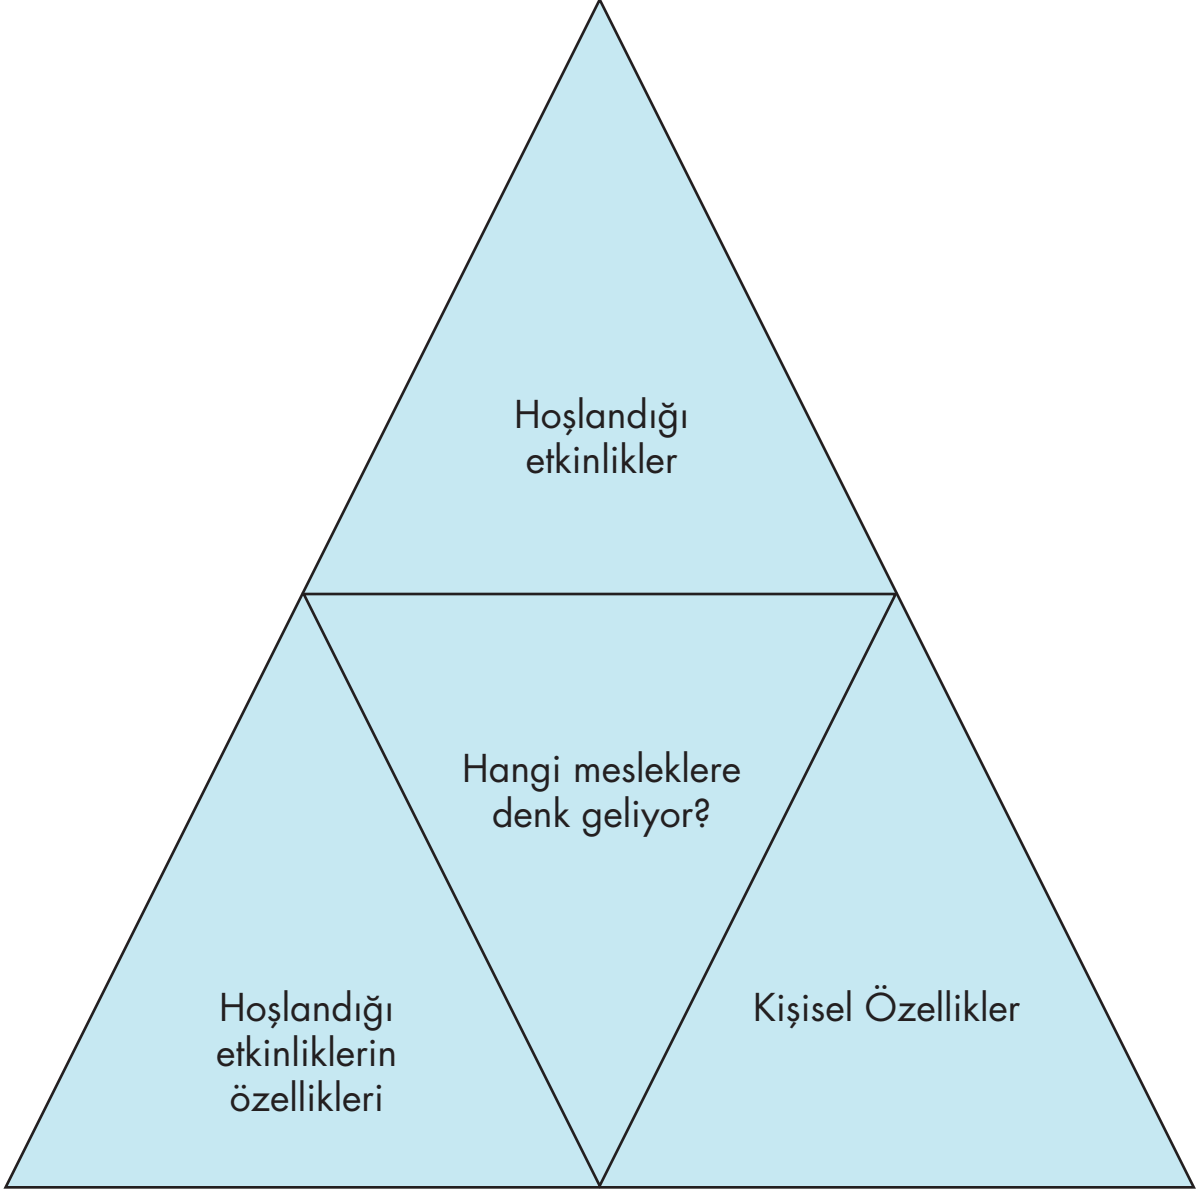 Hoşlandığı
etkinlikler
Hangi mesleklere
denk geliyor?
Hoşlandığı
etkinliklerin
özellikleri
Kişisel Özellikler